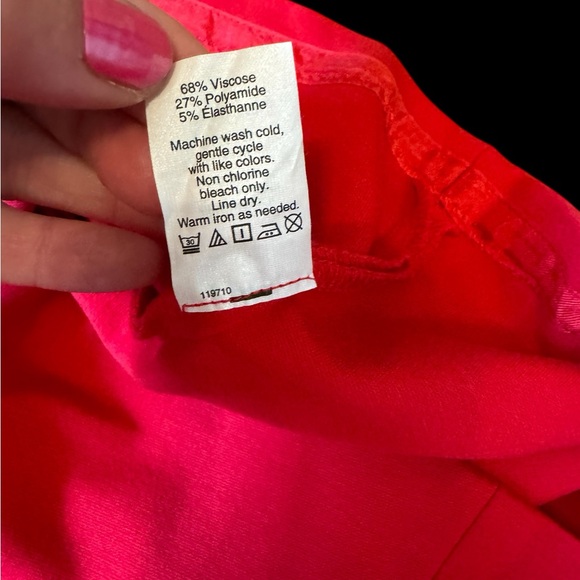 68% Viscose
27% Polyamide
5% Elasthanne
Machine wash cold,
gentle cycle
with like colors.
Non chlorine
bleach only.
Line dry.
Warm iron as needed.
30
119710